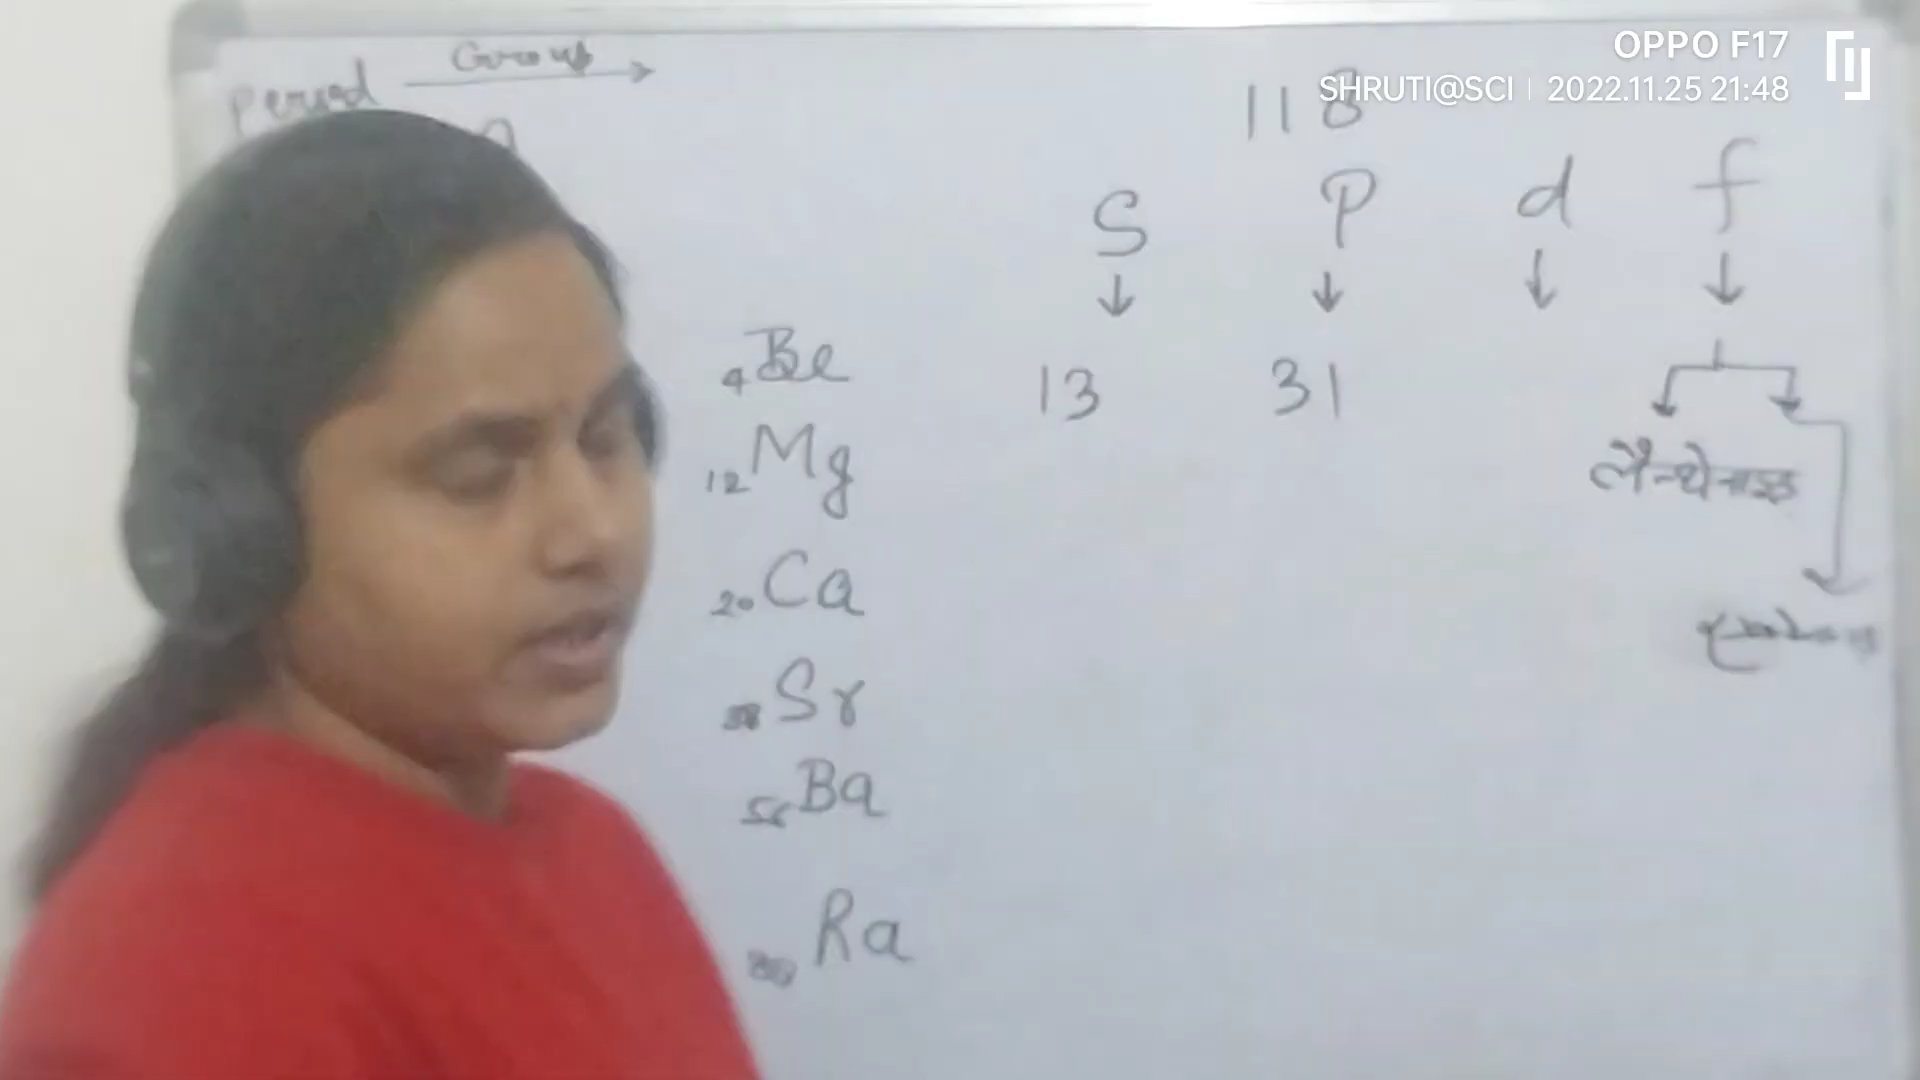 Period
Group
OPPO F17
SHRUTI@SCI | 2022.11.25 21:48
118
S P d f
4Be
13 31
12Mg
लैन्थेनाइड
20Ca
Sr
56Ba
Ra